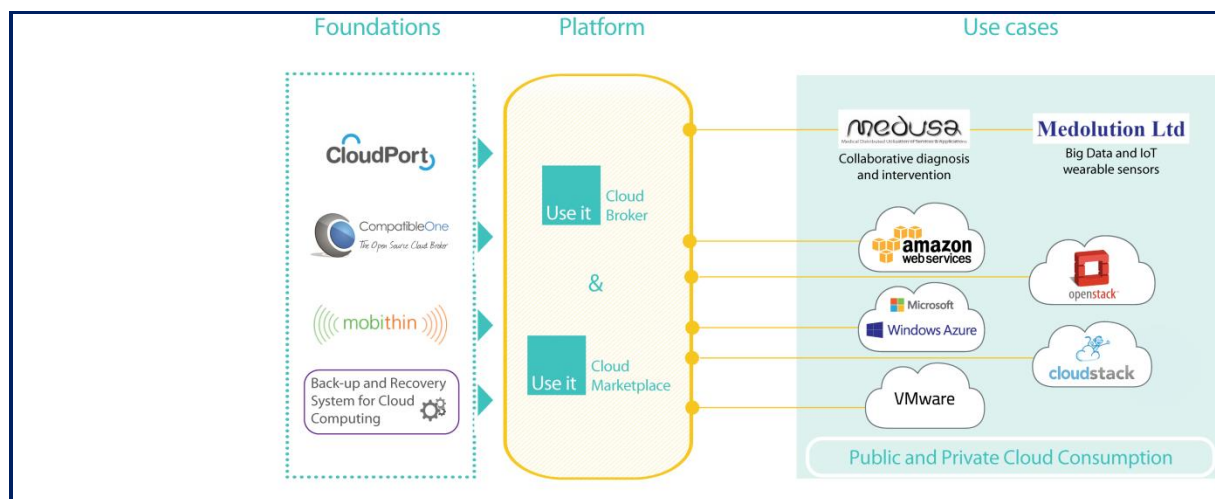 Foundations
Platform
Use cases
CloudPort
CompatibleOne
The Open Source Cloud Broker
mobithin
Back-up and Recovery
System for Cloud
Computing
Use it
Cloud
Broker
&
Use it
Cloud
Marketplace
medusa
Collaborative diagnosis
and intervention
Medolution Ltd
Big Data and IoT
wearable sensors
amazon
webservices
openstack
Microsoft
Windows Azure
cloudstack
VMware
Public and Private Cloud Consumption